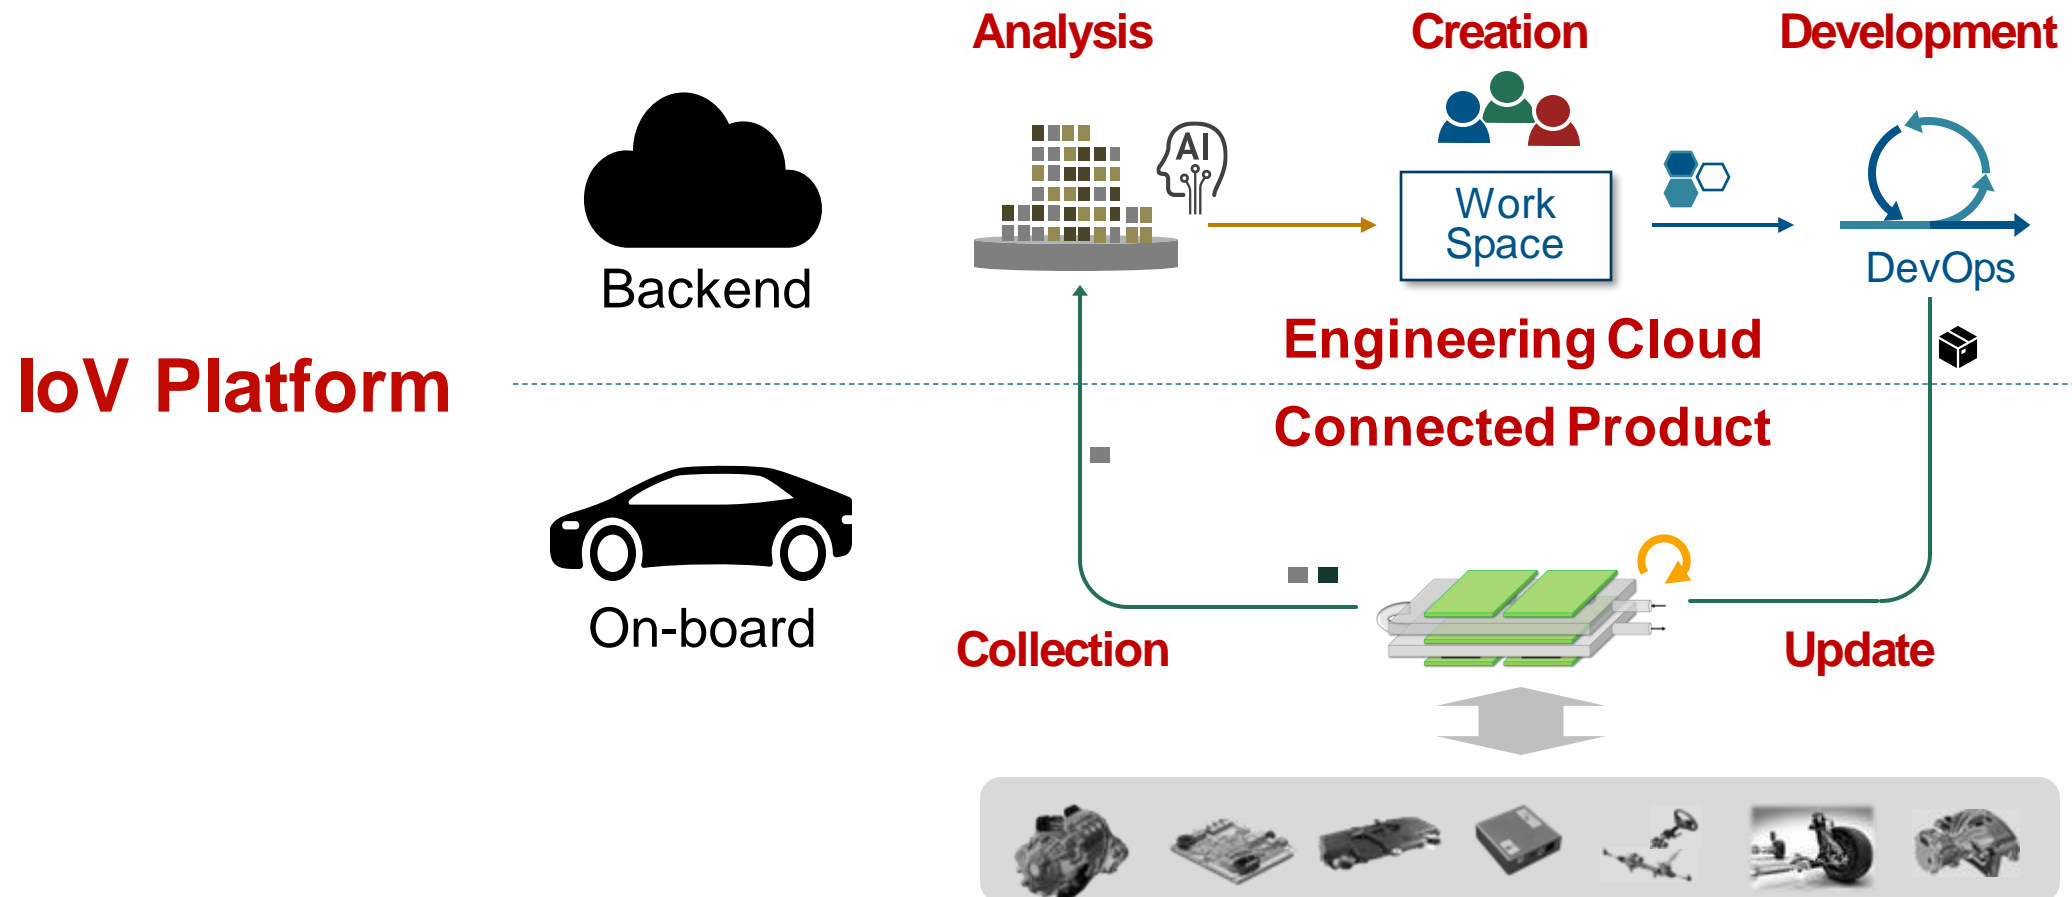 Analysis
Creation
Development
AI
Work
Space
DevOps
Backend
Engineering Cloud
IoV Platform
Connected Product
On-board
Collection
Update